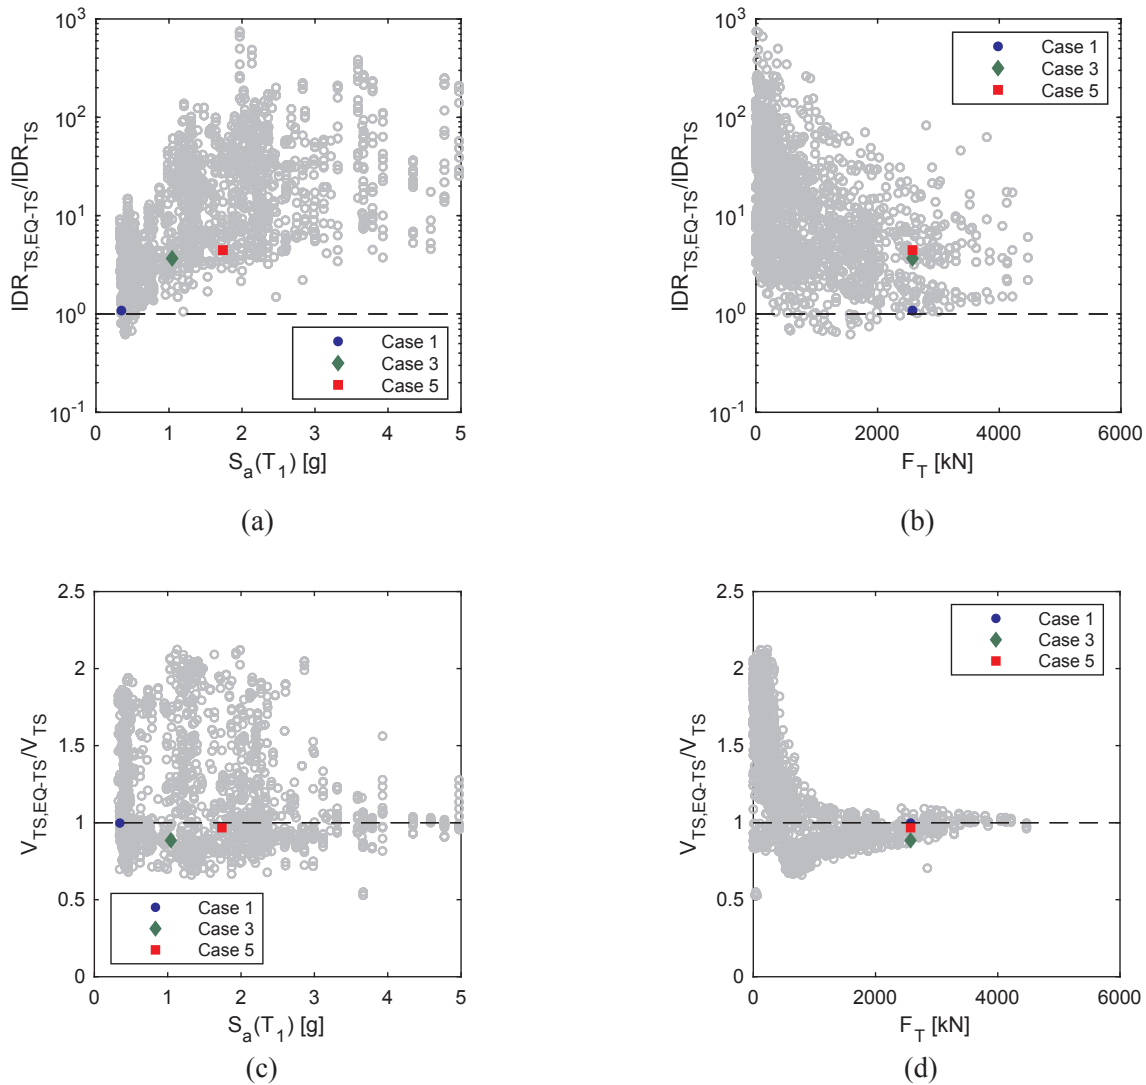 10^3
10^2
10^1
10^0
10^-1
IDR_TS,EQ-TS/IDR_TS
Case 1
Case 3
Case 5
0 1 2 3 4 5
S_a(T_1) [g]
(a)
10^3
10^2
10^1
10^0
10^-1
IDR_TS,EQ-TS/IDR_TS
Case 1
Case 3
Case 5
0 2000 4000 6000
F_T [kN]
(b)
2.5
2
1.5
1
0.5
0
V_TS,EQ-TS/V_TS
Case 1
Case 3
Case 5
0 1 2 3 4 5
S_a(T_1) [g]
(c)
2.5
2
1.5
1
0.5
0
V_TS,EQ-TS/V_TS
Case 1
Case 3
Case 5
0 2000 4000 6000
F_T [kN]
(d)